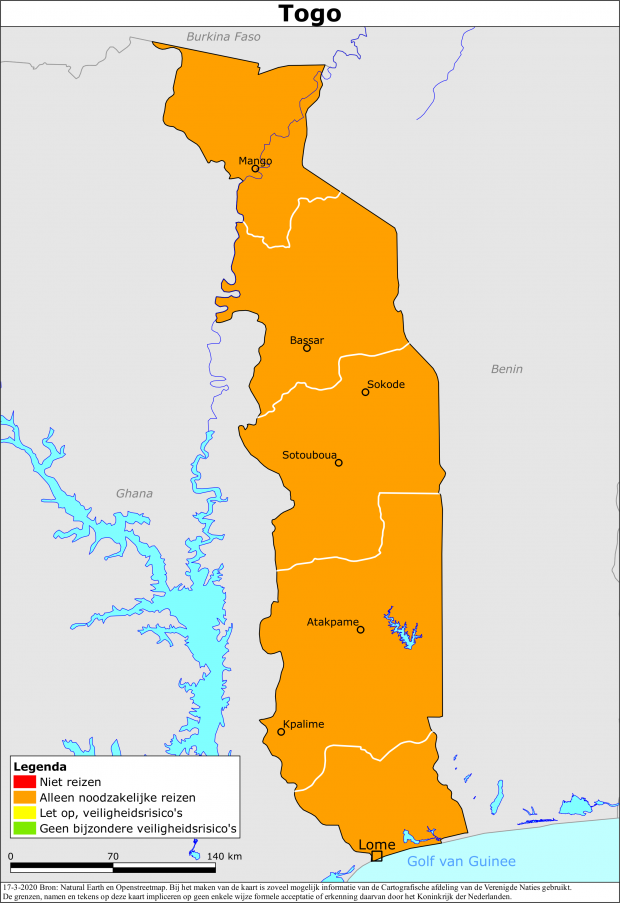 Togo
Burkina Faso
Mango
Bassar
Benin
Sokode
Sotouboua
Ghana
Atakpame
Kpalime
Legenda
Niet reizen
Alleen noodzakelijke reizen
Let op, veiligheidsrisico's
Geen bijzondere veiligheidsrisico's
Lome
Golf van Guinee
0 70 140 km
17-3-2020 Bron: Natural Earth en Openstreetmap. Bij het maken van de kaart is zoveel mogelijk informatie van de Cartografische afdeling van de Verenigde Naties gebruikt.
De grenzen, namen en tekens op deze kaart impliceren op geen enkele wijze formele acceptatie of erkenning daarvan door het Koninkrijk der Nederlanden.